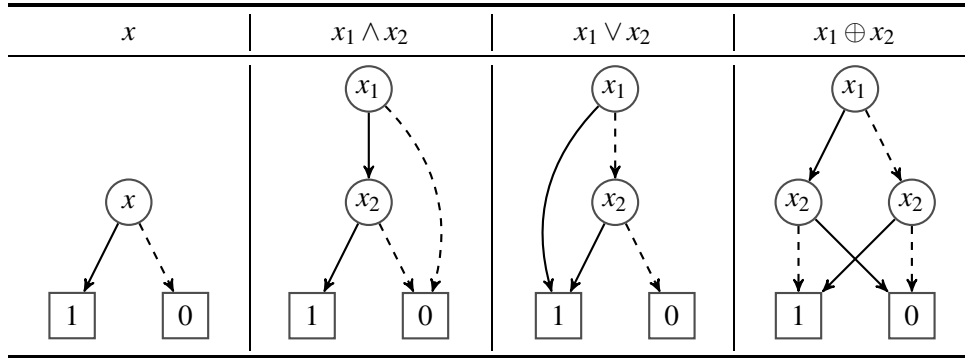 x x₁ ∧ x₂ x₁ ∨ x₂ x₁ ⊕ x₂
x₁ x₁ x₁
x x₂ x₂ x₂ x₂
1 0 1 0 1 0 1 0